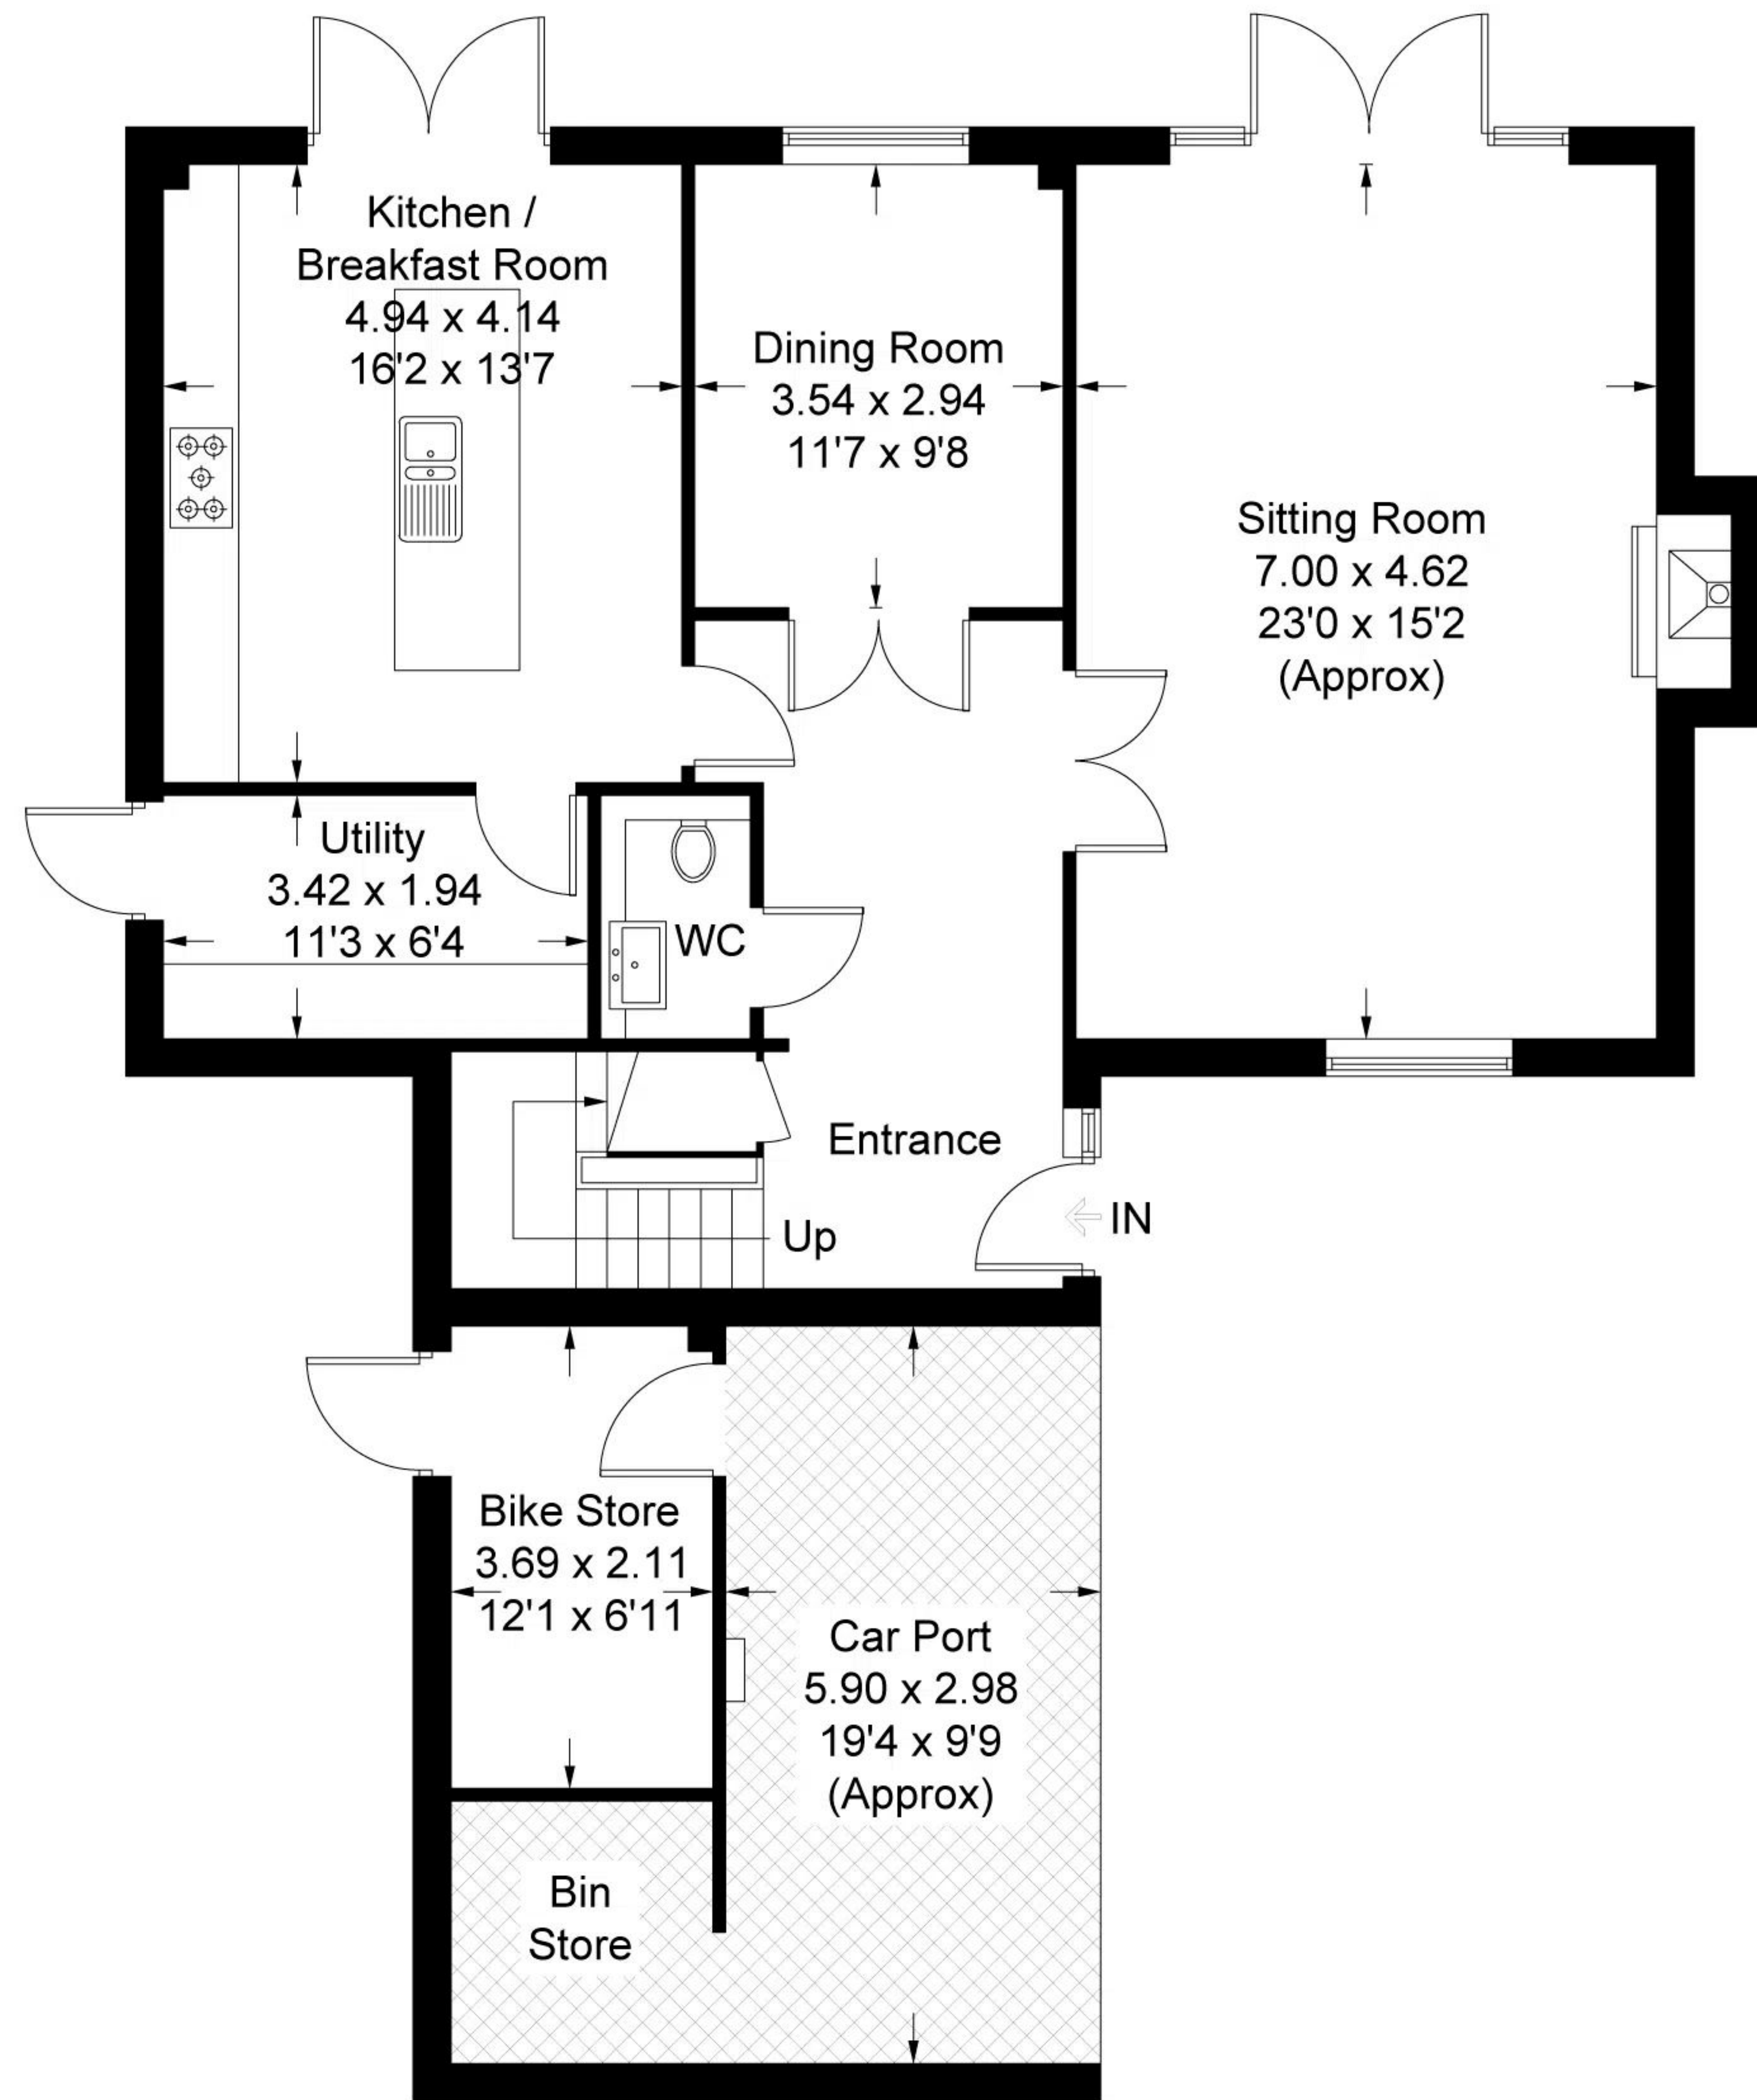 Kitchen /
Breakfast Room
4.94 x 4.14
16'2 x 13'7
Dining Room
3.54 x 2.94
11'7 x 9'8
Sitting Room
7.00 x 4.62
23'0 x 15'2
(Approx)
Utility
3.42 x 1.94
11'3 x 6'4
WC
Entrance
IN
Up
Bike Store
3.69 x 2.11
12'1 x 6'11
Car Port
5.90 x 2.98
19'4 x 9'9
(Approx)
Bin
Store